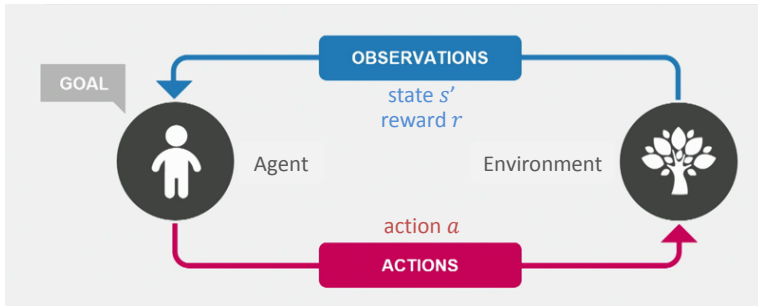 OBSERVATIONS
GOAL
state s’
reward r
Agent
Environment
action a
ACTIONS